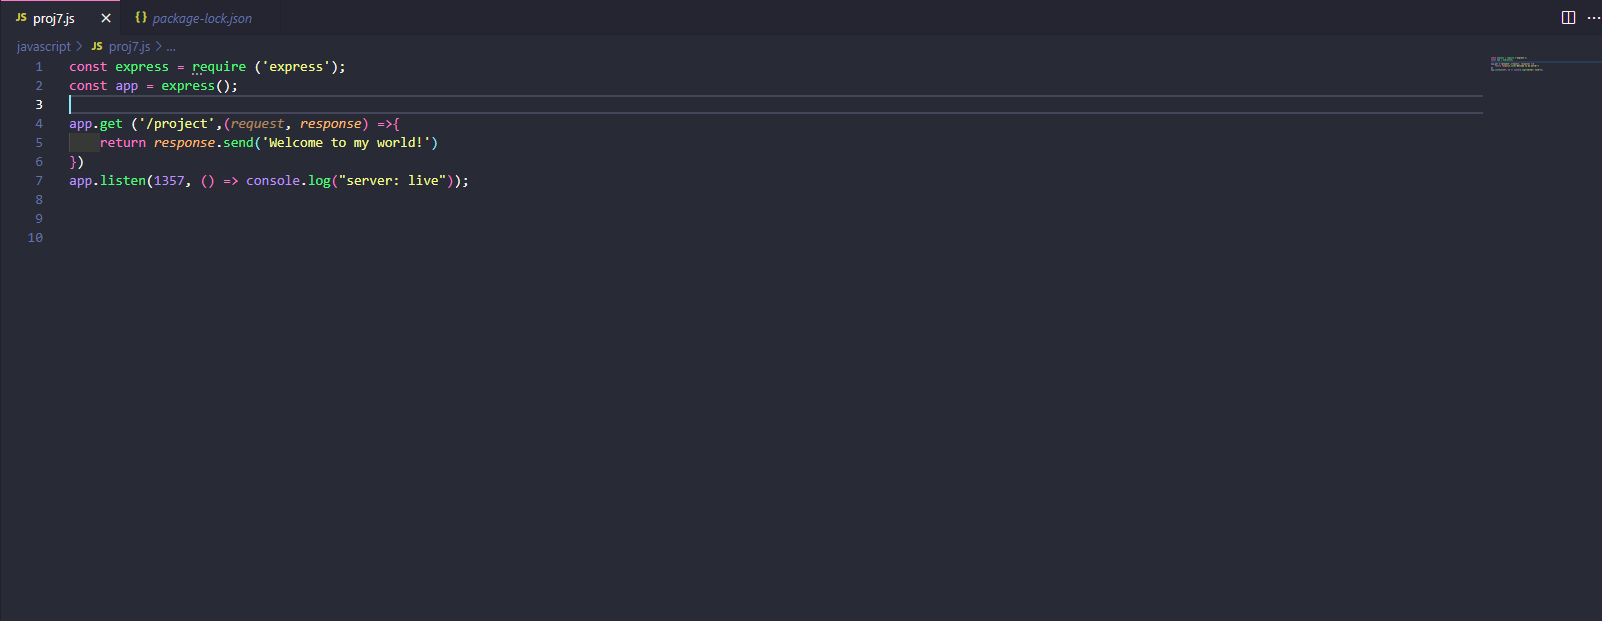 JS proj7.js × {} package-lock.json ...
javascript > JS proj7.js > ...
1 const express = require ('express');
2 const app = express();
3
4 app.get ('/project',(request, response) =>{
5 return response.send('Welcome to my world!')
6 })
7 app.listen(1357, () => console.log("server: live"));
8
9
10